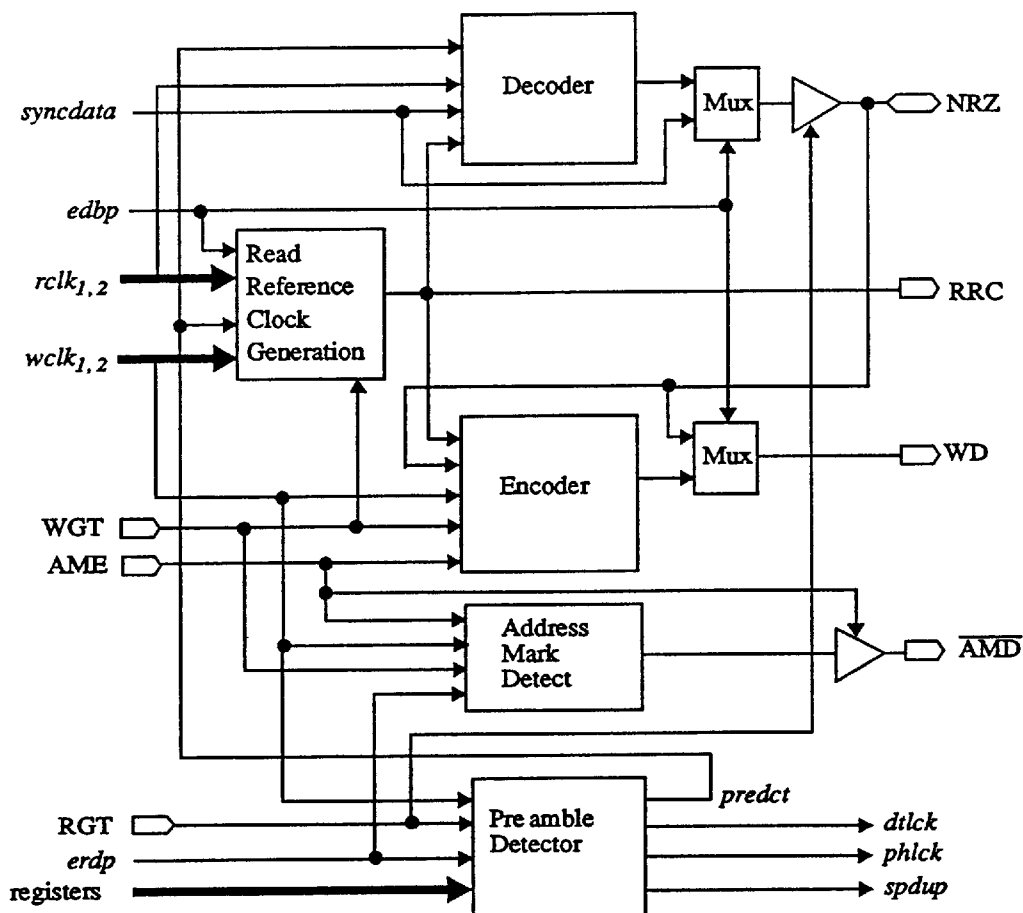 Decoder
Mux
NRZ
syncdata
edbp
Read
Reference
Clock
Generation
rclk1,2
RRC
wclk1,2
Encoder
Mux
WD
WGT
AME
Address
Mark
Detect
AMD
predct
RGT
Preamble
Detector
dtlck
erdp
phlck
registers
spdup